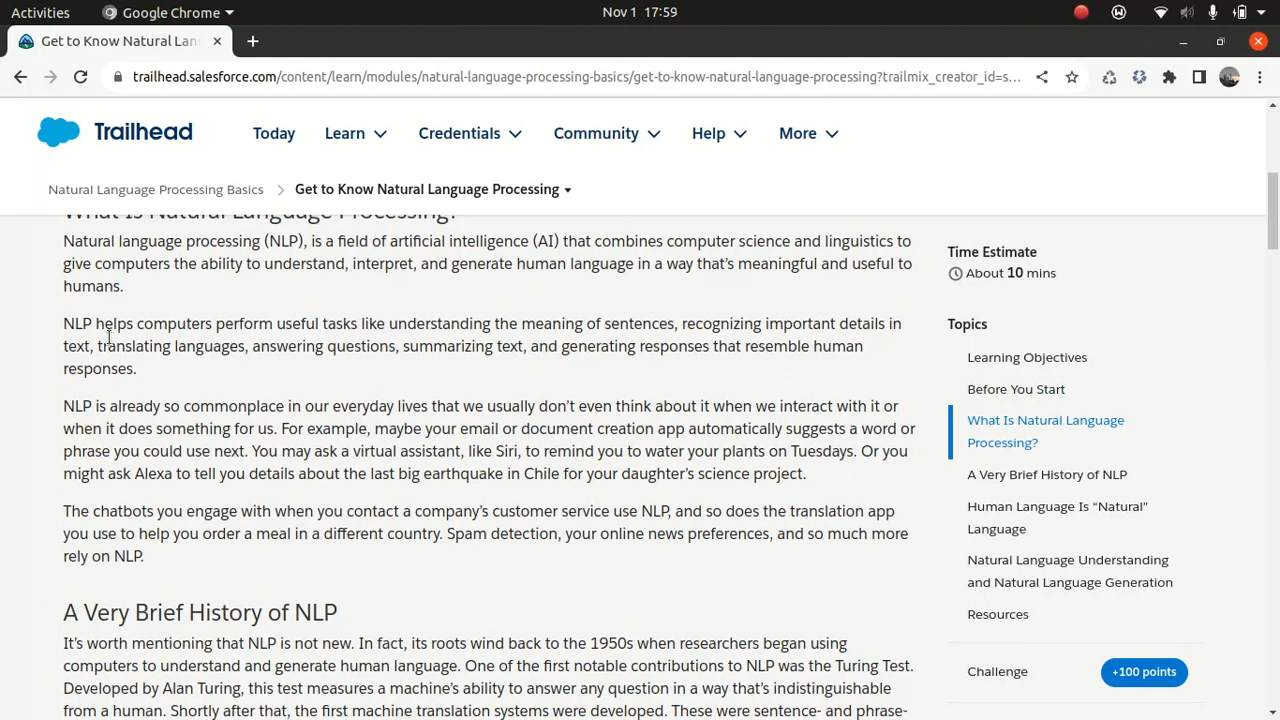 Activities
Google Chrome
Nov 1 17:59
Get to Know Natural Lan
trailhead.salesforce.com/content/learn/modules/natural-language-processing-basics/get-to-know-natural-language-processing?trailmix_creator_id=s...
Trailhead
Today
Learn
Credentials
Community
Help
More
Natural Language Processing Basics
Get to Know Natural Language Processing
What Is Natural Language Processing?
Natural language processing (NLP), is a field of artificial intelligence (AI) that combines computer science and linguistics to
give computers the ability to understand, interpret, and generate human language in a way that’s meaningful and useful to
humans.
NLP helps computers perform useful tasks like understanding the meaning of sentences, recognizing important details in
text, translating languages, answering questions, summarizing text, and generating responses that resemble human
responses.
NLP is already so commonplace in our everyday lives that we usually don’t even think about it when we interact with it or
when it does something for us. For example, maybe your email or document creation app automatically suggests a word or
phrase you could use next. You may ask a virtual assistant, like Siri, to remind you to water your plants on Tuesdays. Or you
might ask Alexa to tell you details about the last big earthquake in Chile for your daughter’s science project.
The chatbots you engage with when you contact a company’s customer service use NLP, and so does the translation app
you use to help you order a meal in a different country. Spam detection, your online news preferences, and so much more
rely on NLP.
A Very Brief History of NLP
It’s worth mentioning that NLP is not new. In fact, its roots wind back to the 1950s when researchers began using
computers to understand and generate human language. One of the first notable contributions to NLP was the Turing Test.
Developed by Alan Turing, this test measures a machine’s ability to answer any question in a way that’s indistinguishable
from a human. Shortly after that, the first machine translation systems were developed. These were sentence- and phrase-
Time Estimate
About 10 mins
Topics
Learning Objectives
Before You Start
What Is Natural Language
Processing?
A Very Brief History of NLP
Human Language Is “Natural”
Language
Natural Language Understanding
and Natural Language Generation
Resources
Challenge
+100 points